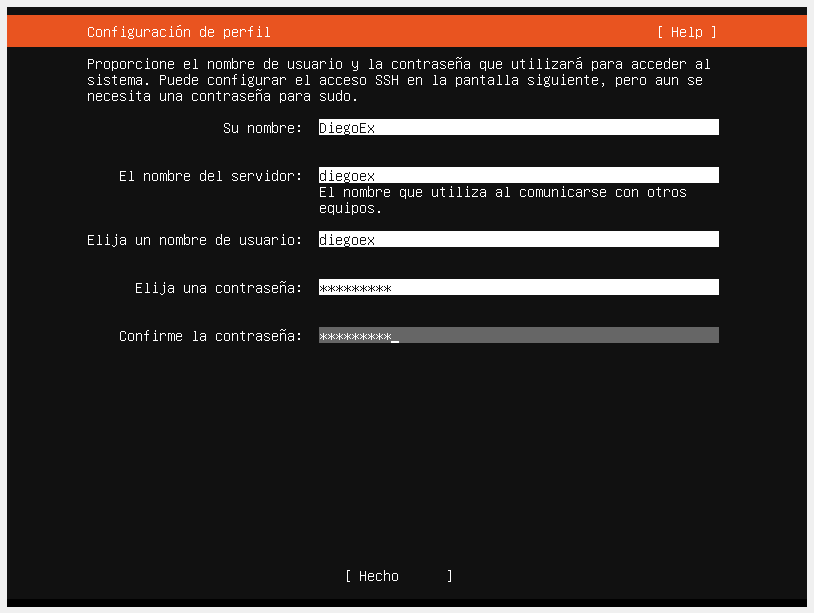 Configuración de perfil [ Help ]
Proporcione el nombre de usuario y la contraseña que utilizará para acceder al
sistema. Puede configurar el acceso SSH en la pantalla siguiente, pero aun se
necesita una contraseña para sudo.
Su nombre: DiegoEx
El nombre del servidor: diegoex
El nombre que utiliza al comunicarse con otros
equipos.
Elija un nombre de usuario: diegoex
Elija una contraseña: *********
Confirme la contraseña: *********_
[ Hecho ]